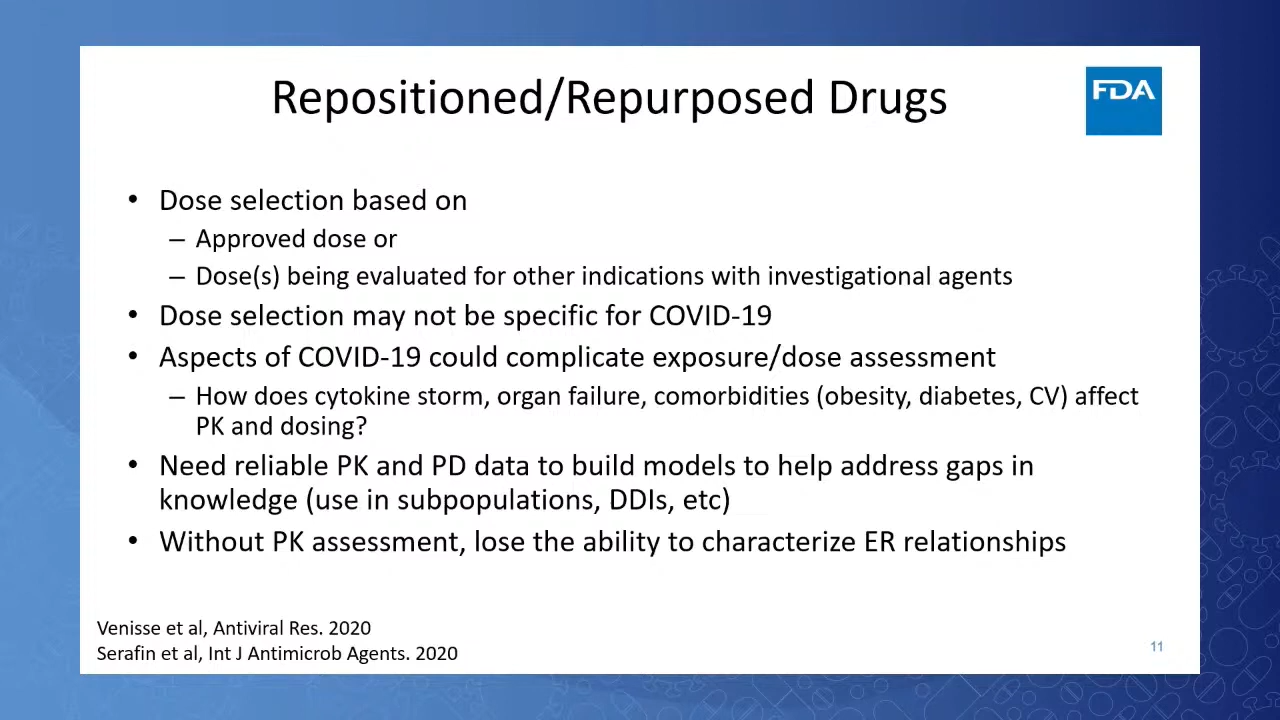 Repositioned/Repurposed Drugs
FDA
• Dose selection based on
– Approved dose or
– Dose(s) being evaluated for other indications with investigational agents
• Dose selection may not be specific for COVID-19
• Aspects of COVID-19 could complicate exposure/dose assessment
– How does cytokine storm, organ failure, comorbidities (obesity, diabetes, CV) affect
PK and dosing?
• Need reliable PK and PD data to build models to help address gaps in
knowledge (use in subpopulations, DDIs, etc)
• Without PK assessment, lose the ability to characterize ER relationships
Venisse et al, Antiviral Res. 2020
Serafin et al, Int J Antimicrob Agents. 2020
11